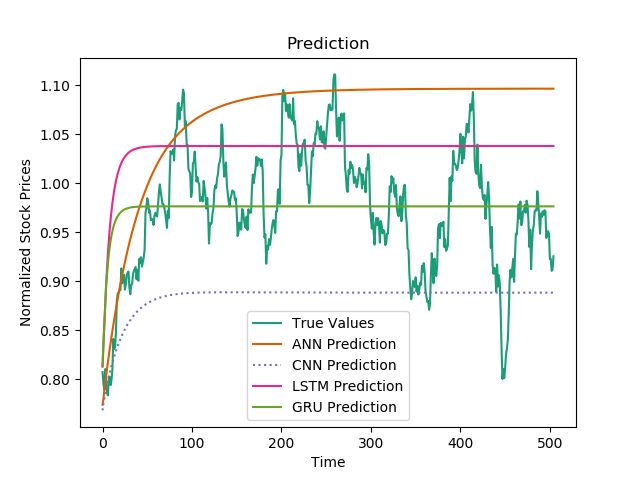 Prediction
Normalized Stock Prices
1.10
1.05
1.00
0.95
0.90
0.85
0.80
True Values
ANN Prediction
CNN Prediction
LSTM Prediction
GRU Prediction
0 100 200 300 400 500
Time